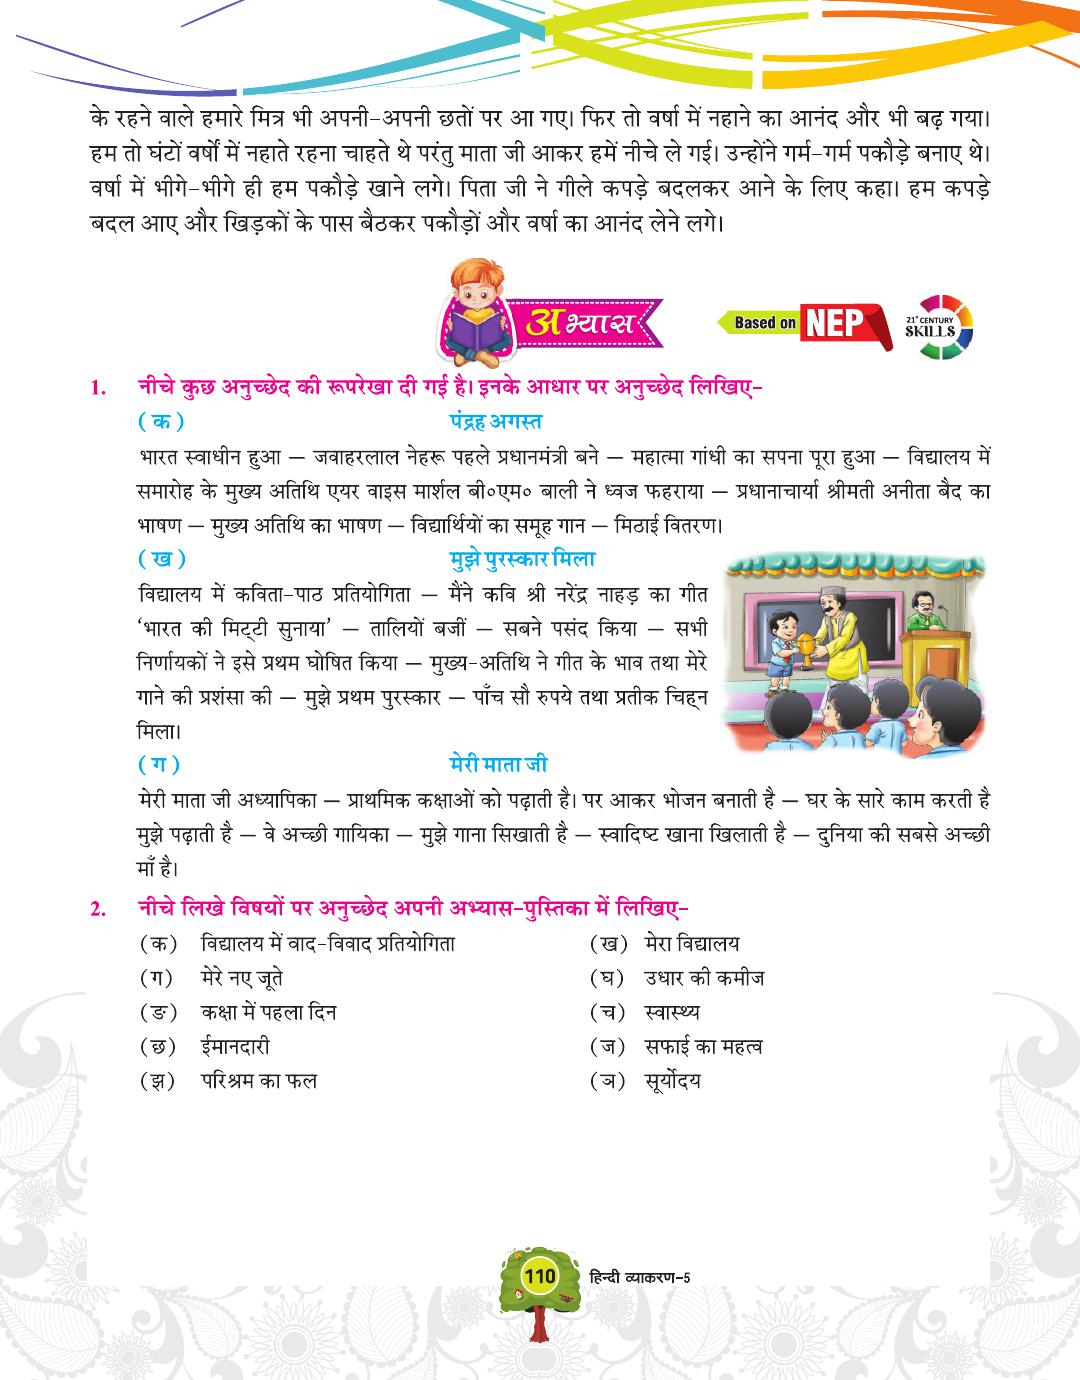 के रहने वाले हमारे मित्र भी अपनी-अपनी छतों पर आ गए। फिर तो वर्षा में नहाने का आनंद और भी बढ़ गया।
हम तो घंटों वर्षों में नहाते रहना चाहते थे परंतु माता जी आकर हमें नीचे ले गई। उन्होंने गर्म-गर्म पकौड़े बनाए थे।
वर्षा में भीगे-भीगे ही हम पकौड़े खाने लगे। पिता जी ने गीले कपड़े बदलकर आने के लिए कहा। हम कपड़े
बदल आए और खिड़कों के पास बैठकर पकौड़ों और वर्षा का आनंद लेने लगे।
अभ्यास
Based on NEP
21st CENTURY
SKILLS
1. नीचे कुछ अनुच्छेद की रूपरेखा दी गई है। इनके आधार पर अनुच्छेद लिखिए-
( क ) पंद्रह अगस्त
भारत स्वाधीन हुआ — जवाहरलाल नेहरू पहले प्रधानमंत्री बने — महात्मा गांधी का सपना पूरा हुआ — विद्यालय में
समारोह के मुख्य अतिथि एयर वाइस मार्शल बी०एम० बाली ने ध्वज फहराया — प्रधानाचार्या श्रीमती अनीता बैद का
भाषण — मुख्य अतिथि का भाषण — विद्यार्थियों का समूह गान — मिठाई वितरण।
( ख ) मुझे पुरस्कार मिला
विद्यालय में कविता-पाठ प्रतियोगिता — मैंने कवि श्री नरेंद्र नाहड़ का गीत
‘भारत की मिट्टी सुनाया’ — तालियों बजीं — सबने पसंद किया — सभी
निर्णायकों ने इसे प्रथम घोषित किया — मुख्य-अतिथि ने गीत के भाव तथा मेरे
गाने की प्रशंसा की — मुझे प्रथम पुरस्कार — पाँच सौ रुपये तथा प्रतीक चिह्न
मिला।
( ग ) मेरी माता जी
मेरी माता जी अध्यापिका — प्राथमिक कक्षाओं को पढ़ाती है। पर आकर भोजन बनाती है — घर के सारे काम करती है
मुझे पढ़ाती है — वे अच्छी गायिका — मुझे गाना सिखाती है — स्वादिष्ट खाना खिलाती है — दुनिया की सबसे अच्छी
माँ है।
2. नीचे लिखे विषयों पर अनुच्छेद अपनी अभ्यास-पुस्तिका में लिखिए-
(क) विद्यालय में वाद-विवाद प्रतियोगिता (ख) मेरा विद्यालय
(ग) मेरे नए जूते (घ) उधार की कमीज
(ङ) कक्षा में पहला दिन (च) स्वास्थ्य
(छ) ईमानदारी (ज) सफाई का महत्व
(झ) परिश्रम का फल (ञ) सूर्योदय
110 हिन्दी व्याकरण-5